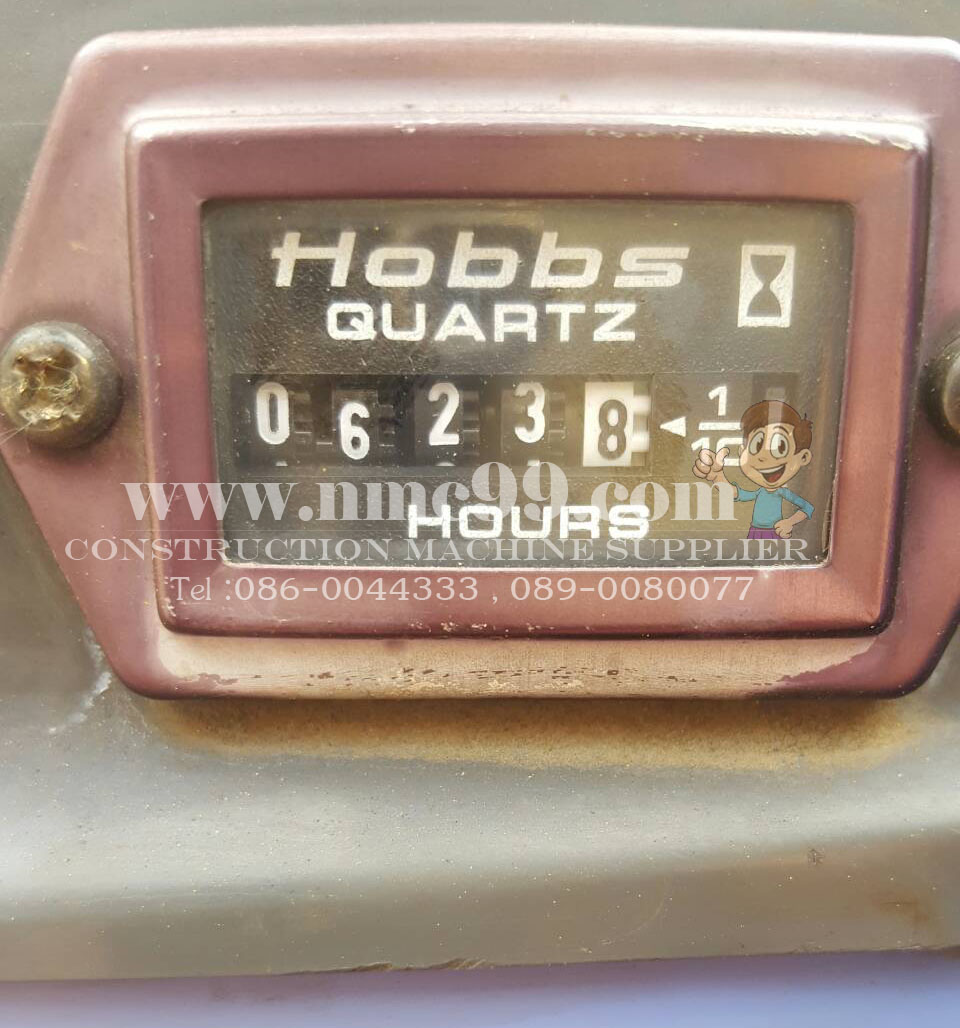 Hobbs
QUARTZ
0 6 2 3 8 ◄ 1/10
www.nmc99.com
HOURS
CONSTRUCTION MACHINE SUPPLIER
Tel :086-0044333 , 089-0080077